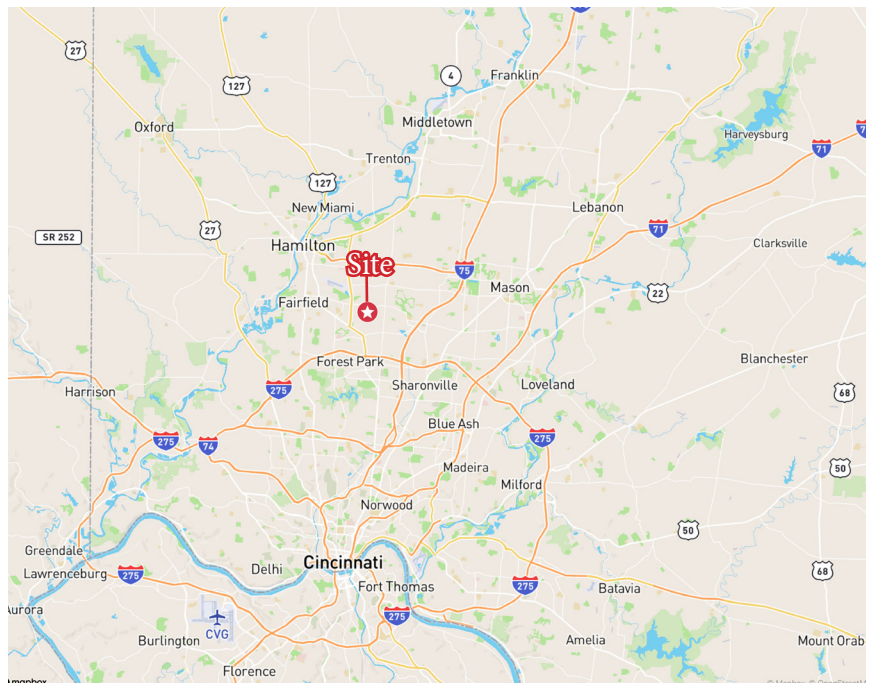 27
127
4
Franklin
Middletown
Oxford
Harveysburg
71
Trenton
127
New Miami
Lebanon
27
71
SR 252
Hamilton
Clarksville
Site
75
Mason
22
Fairfield
Forest Park
Blanchester
Sharonville
Loveland
275
Harrison
68
Blue Ash
275
74
275
Madeira
50
Milford
Norwood
50
Greendale
Cincinnati
Delhi
68
Lawrenceburg
275
Fort Thomas
275
Batavia
Aurora
275
CVG
Burlington
Amelia
Mount Orab
Florence
mapbox
© Mapbox, © OpenStreetM